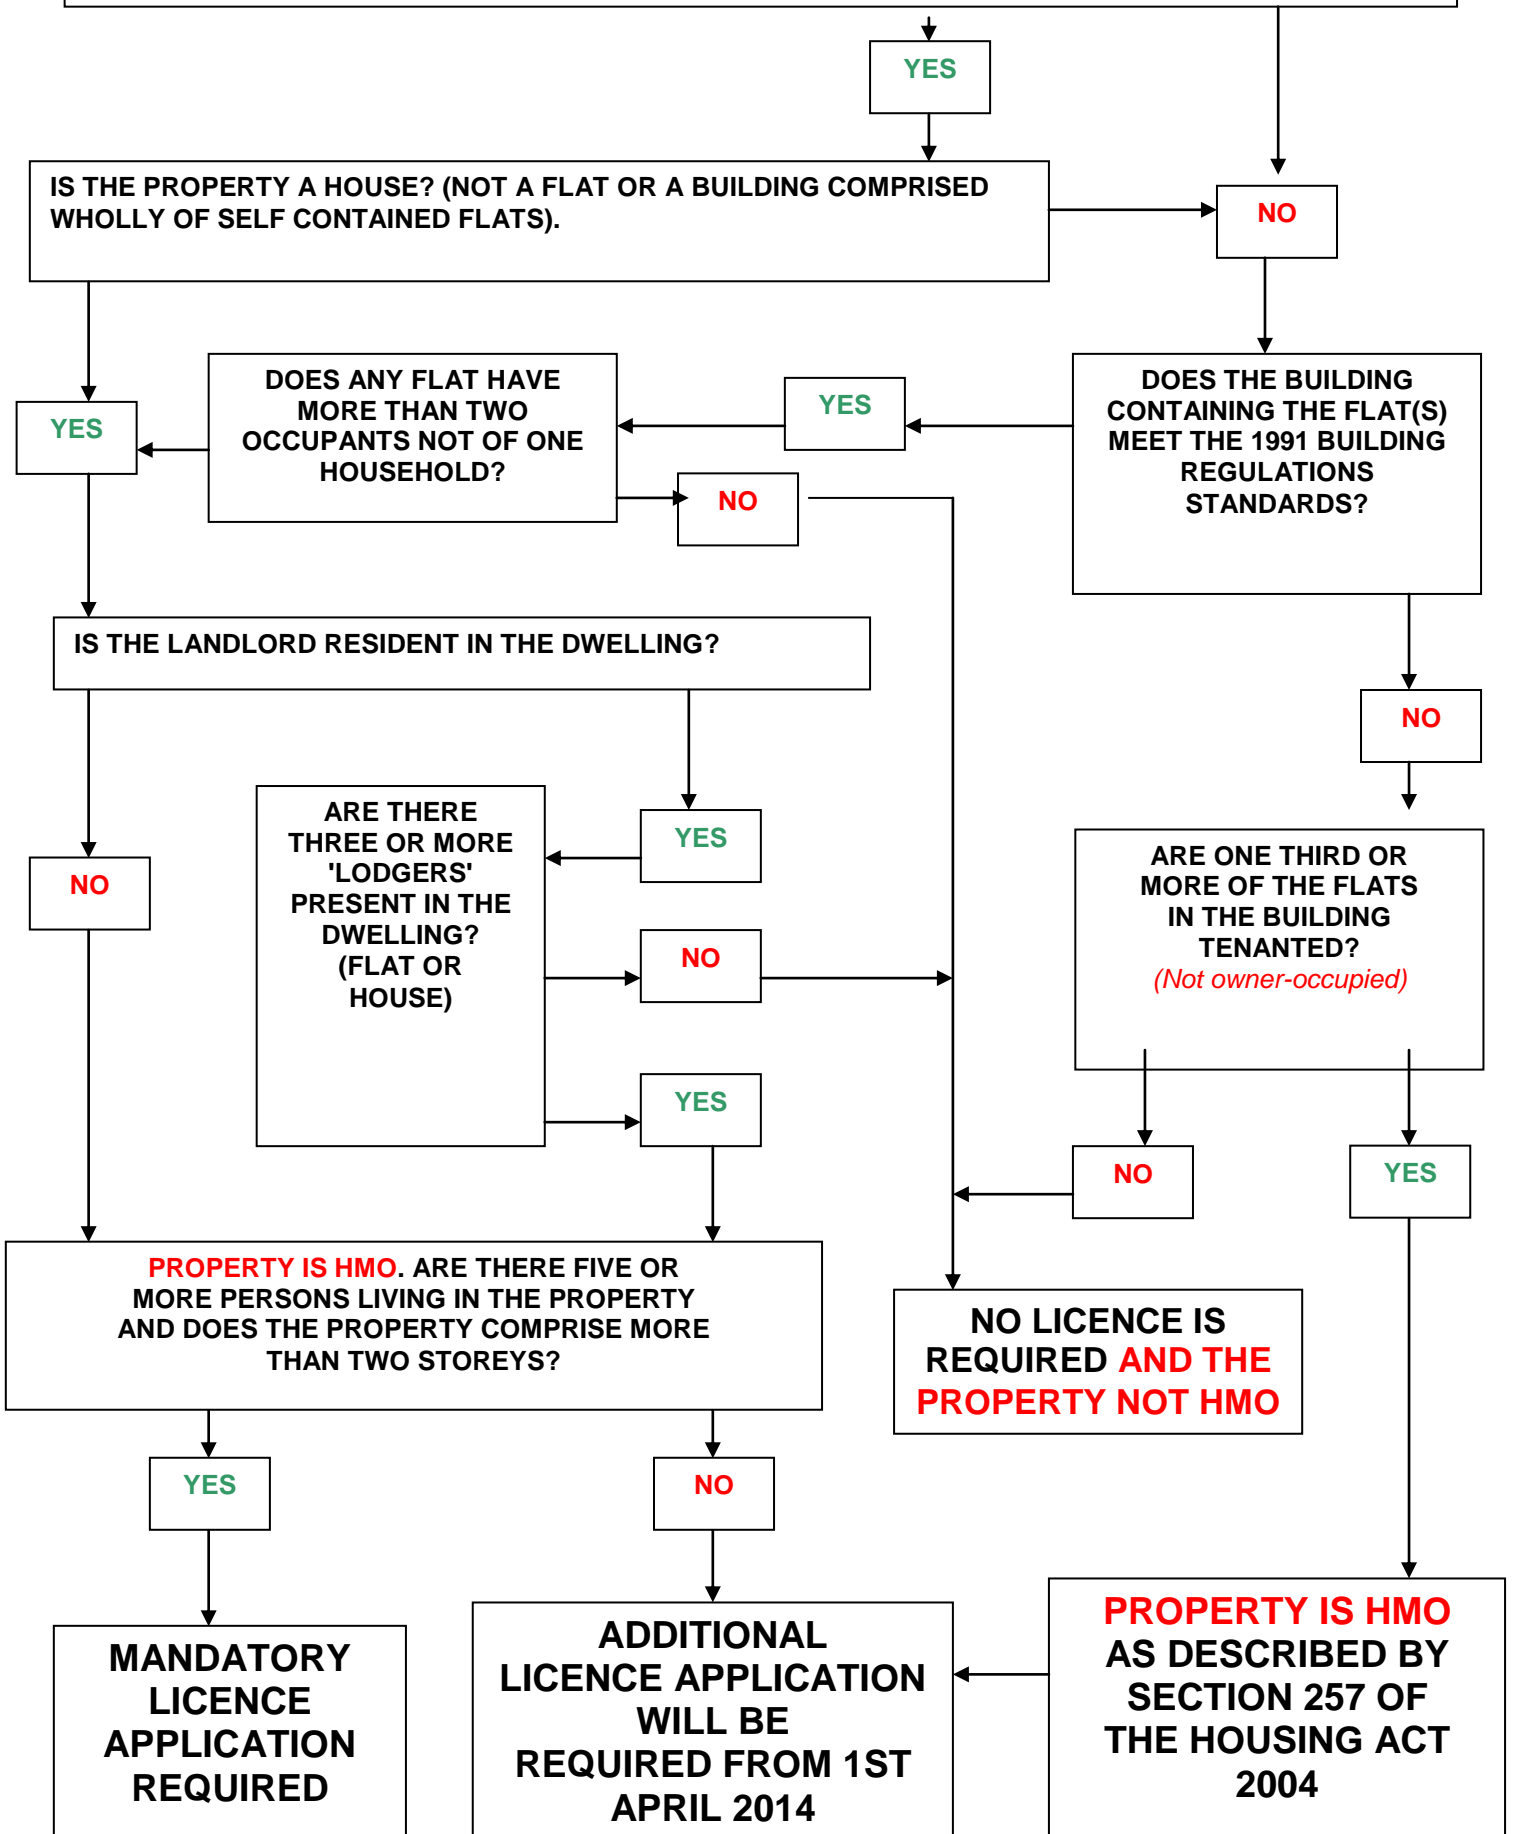 YES
IS THE PROPERTY A HOUSE? (NOT A FLAT OR A BUILDING COMPRISED
WHOLLY OF SELF CONTAINED FLATS).
NO
YES
DOES ANY FLAT HAVE
MORE THAN TWO
OCCUPANTS NOT OF ONE
HOUSEHOLD?
YES
NO
DOES THE BUILDING
CONTAINING THE FLAT(S)
MEET THE 1991 BUILDING
REGULATIONS
STANDARDS?
IS THE LANDLORD RESIDENT IN THE DWELLING?
NO
NO
ARE THERE
THREE OR MORE
'LODGERS'
PRESENT IN THE
DWELLING?
(FLAT OR
HOUSE)
YES
NO
YES
ARE ONE THIRD OR
MORE OF THE FLATS
IN THE BUILDING
TENANTED?
(Not owner-occupied)
NO
YES
PROPERTY IS HMO. ARE THERE FIVE OR
MORE PERSONS LIVING IN THE PROPERTY
AND DOES THE PROPERTY COMPRISE MORE
THAN TWO STOREYS?
NO LICENCE IS
REQUIRED AND THE
PROPERTY NOT HMO
YES
NO
MANDATORY
LICENCE
APPLICATION
REQUIRED
ADDITIONAL
LICENCE APPLICATION
WILL BE
REQUIRED FROM 1ST
APRIL 2014
PROPERTY IS HMO
AS DESCRIBED BY
SECTION 257 OF
THE HOUSING ACT
2004